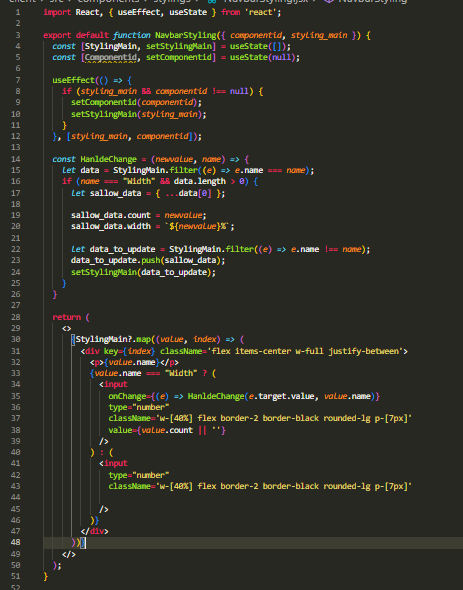 client > src > components > stylings > NavbarStyling.jsx > NavbarStyling
1 import React, { useEffect, useState } from 'react';
2
3 export default function NavbarStyling({ componentid, styling_main }) {
4 const [StylingMain, setStylingMain] = useState([]);
5 const [Componentid, setComponentid] = useState(null);
6
7 useEffect(() => {
8 if (styling_main && componentid !== null) {
9 setComponentid(componentid);
10 setStylingMain(styling_main);
11 }
12 }, [styling_main, componentid]);
13
14 const HanldeChange = (newvalue, name) => {
15 let data = StylingMain.filter((e) => e.name === name);
16 if (name === "Width" && data.length > 0) {
17 let sallow_data = { ...data[0] };
18
19 sallow_data.count = newvalue;
20 sallow_data.width = `${newvalue}%`;
21
22 let data_to_update = StylingMain.filter((e) => e.name !== name);
23 data_to_update.push(sallow_data);
24 setStylingMain(data_to_update);
25 }
26 }
27
28 return (
29 <>
30 {StylingMain?.map((value, index) => (
31 <div key={index} className='flex items-center w-full justify-between'>
32 <p>{value.name}</p>
33 {value.name === "Width" ? (
34 <input
35 onChange={(e) => HanldeChange(e.target.value, value.name)}
36 type="number"
37 className='w-[40%] flex border-2 border-black rounded-lg p-[7px]'
38 value={value.count || ''}
39 />
40 ) : (
41 <input
42 type="number"
43 className='w-[40%] flex border-2 border-black rounded-lg p-[7px]'
44
45 />
46 )}
47 </div>
48 ))}
49 </>
50 );
51 }
52